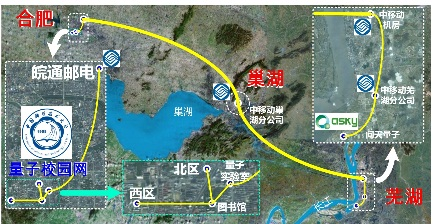 合肥
皖通邮电
量子校园网
巢湖
巢湖
中移动巢
湖分公司
北区
量子
实验室
西区
图书馆
中移动
机房
中移动芜
湖分公司
Qasky
问天量子
芜湖